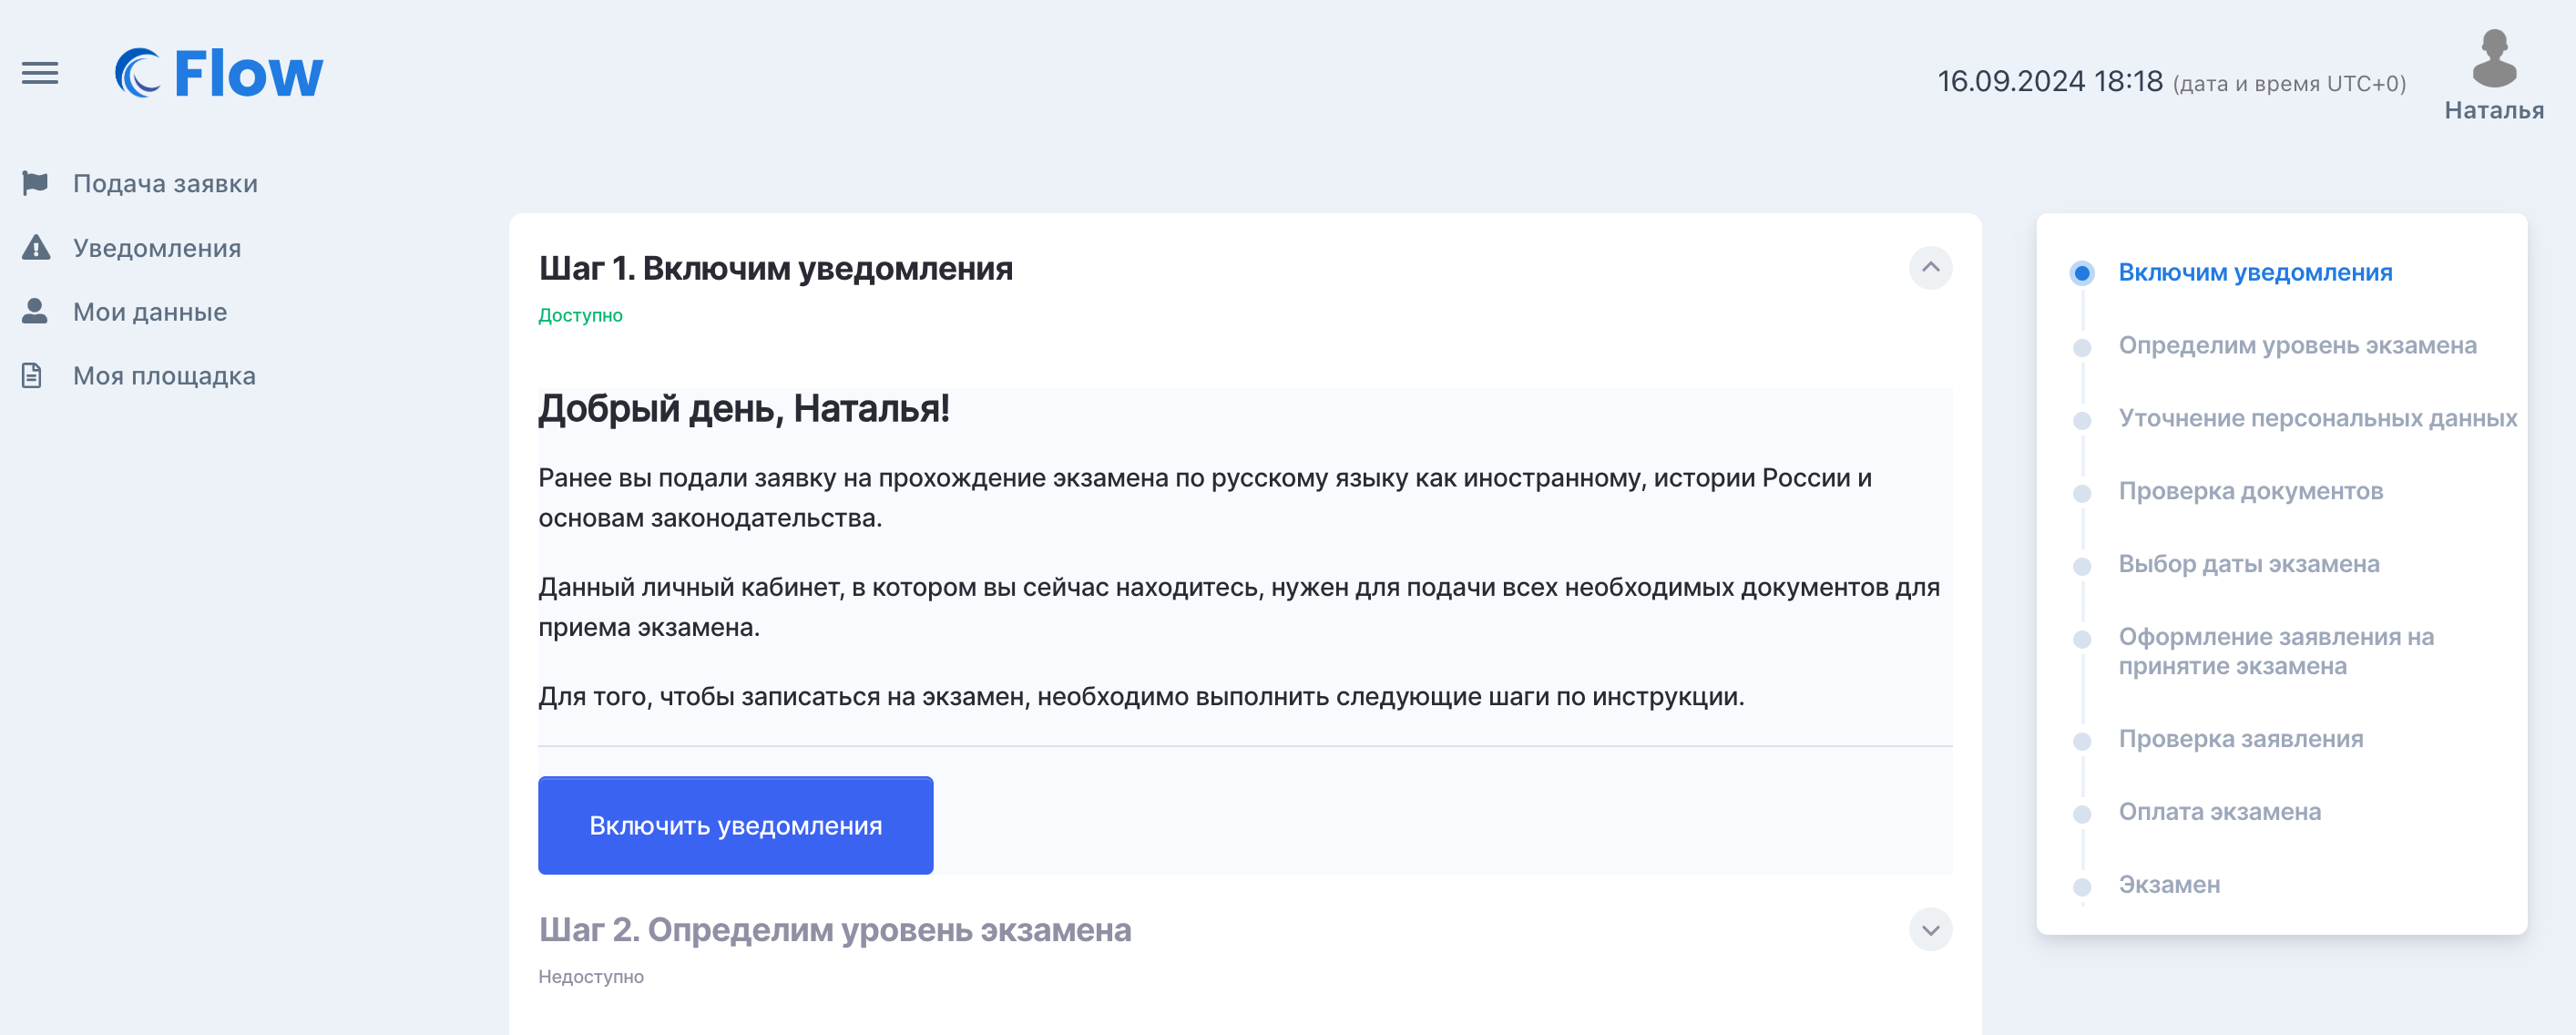 Flow
16.09.2024 18:18 (дата и время UTC+0)
Наталья
Подача заявки
Уведомления
Мои данные
Моя площадка
Шаг 1. Включим уведомления
Доступно
Добрый день, Наталья!
Ранее вы подали заявку на прохождение экзамена по русскому языку как иностранному, истории России и
основам законодательства.
Данный личный кабинет, в котором вы сейчас находитесь, нужен для подачи всех необходимых документов для
приема экзамена.
Для того, чтобы записаться на экзамен, необходимо выполнить следующие шаги по инструкции.
Включить уведомления
Шаг 2. Определим уровень экзамена
Недоступно
Включим уведомления
Определим уровень экзамена
Уточнение персональных данных
Проверка документов
Выбор даты экзамена
Оформление заявления на
принятие экзамена
Проверка заявления
Оплата экзамена
Экзамен